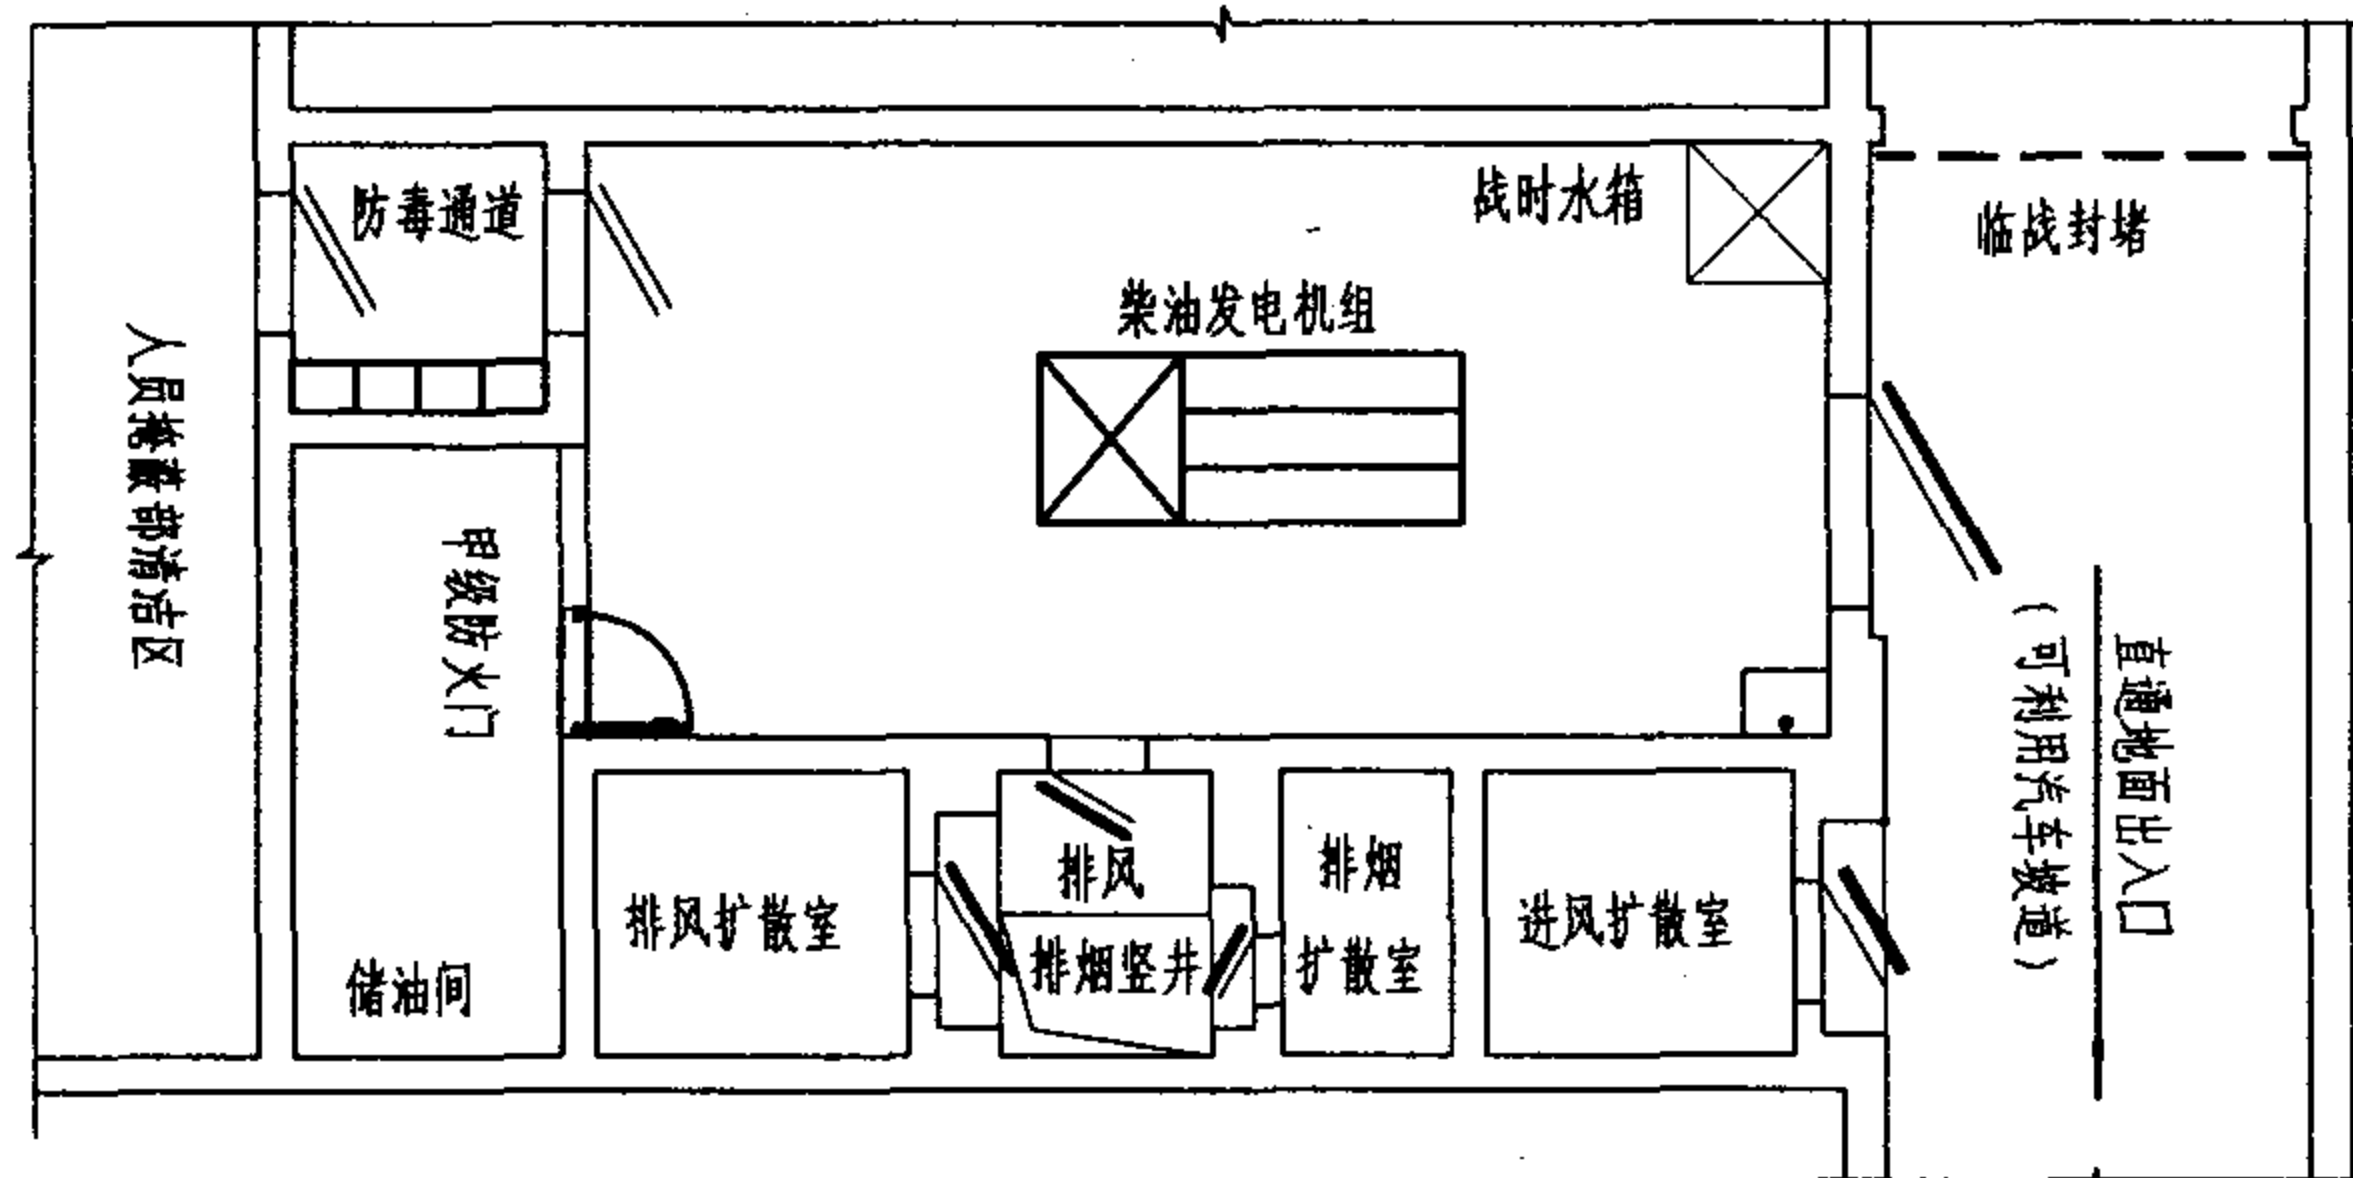 防毒通道
战时水箱
临战封堵
柴油发电机组
人员掩蔽部清洁区
甲级防火门
储油间
排风扩散室
排风
排烟竖井
排烟
扩散室
进风扩散室
直通地面出入口
(可利用汽车坡道)